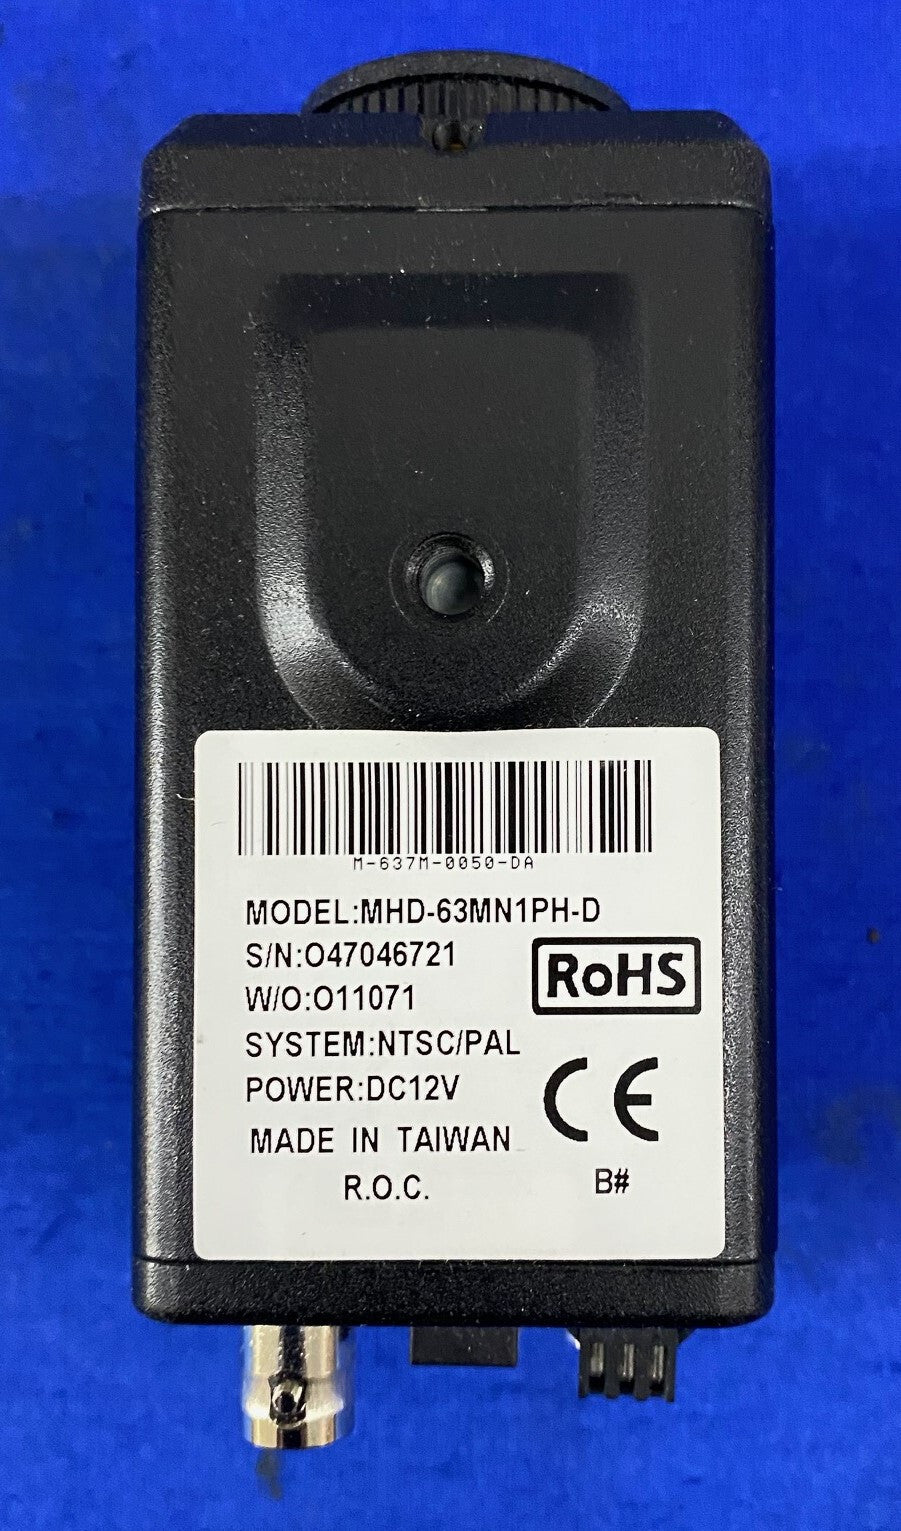 M-637M-0050-DA
MODEL:MHD-63MN1PH-D
S/N:O47046721
W/O:O11071
RoHS
SYSTEM:NTSC/PAL
POWER:DC12V
CE
MADE IN TAIWAN
R.O.C.
B#